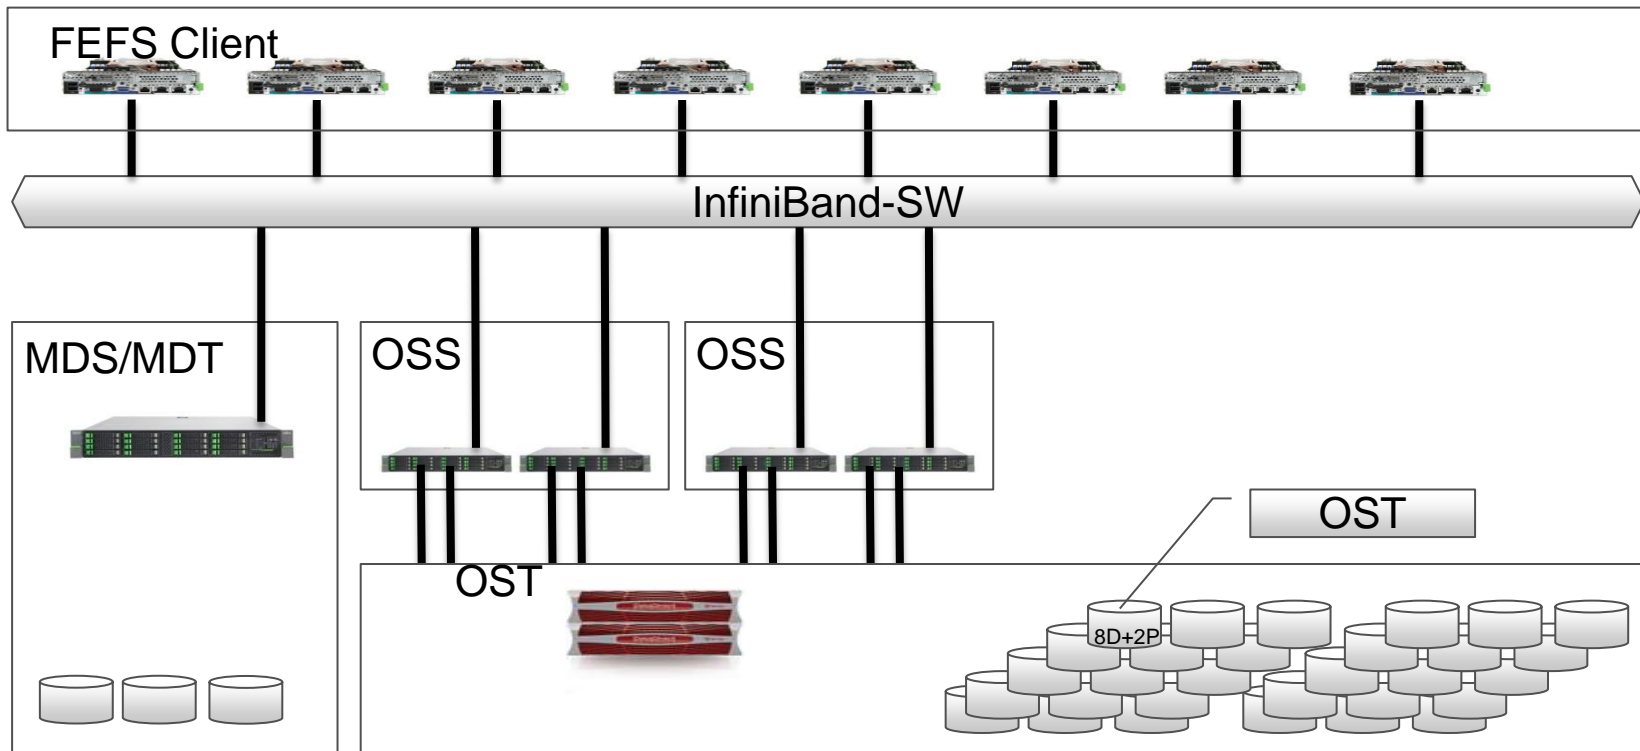 FEFS Client
InfiniBand-SW
MDS/MDT
OSS
OSS
OST
OST
8D+2P